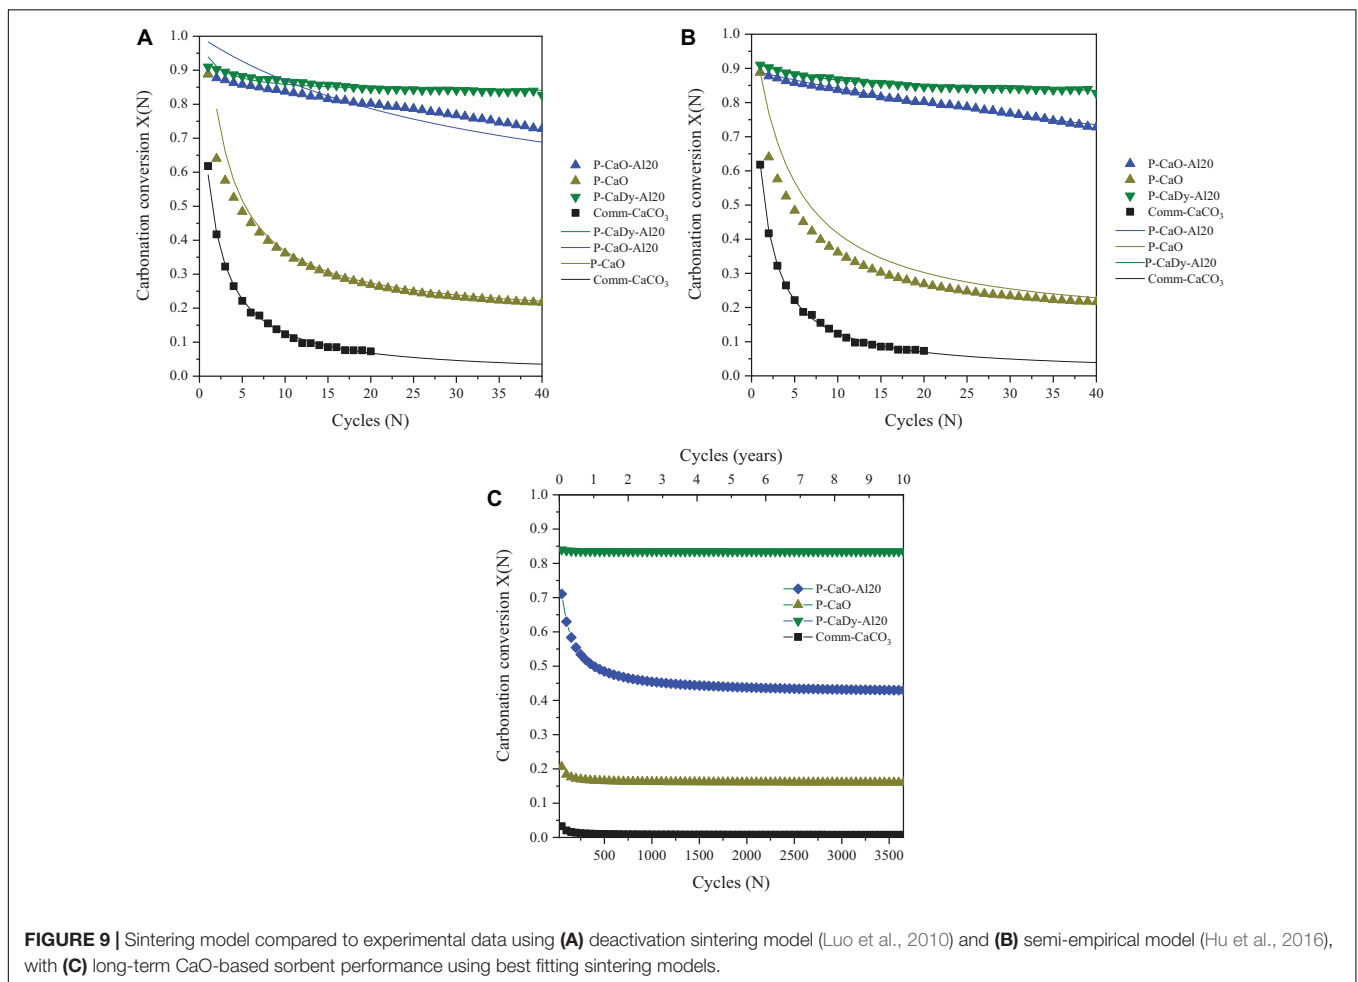 A
1.0
0.9
0.8
0.7
0.6
0.5
0.4
0.3
0.2
0.1
0.0
Carbonation conversion X(N)
0 5 10 15 20 25 30 35 40
Cycles (N)
P-CaO-Al20
P-CaO
P-CaDy-Al20
Comm-CaCO3
P-CaDy-Al20
P-CaO-Al20
P-CaO
Comm-CaCO3
B
1.0
0.9
0.8
0.7
0.6
0.5
0.4
0.3
0.2
0.1
0.0
Carbonation conversion X(N)
0 5 10 15 20 25 30 35 40
Cycles (N)
P-CaO-Al20
P-CaO
P-CaDy-Al20
Comm-CaCO3
P-CaO-Al20
P-CaO
P-CaDy-Al20
Comm-CaCO3
C
Cycles (years)
0 1 2 3 4 5 6 7 8 9 10
1.0
0.9
0.8
0.7
0.6
0.5
0.4
0.3
0.2
0.1
0.0
Carbonation conversion X(N)
P-CaO-Al20
P-CaO
P-CaDy-Al20
Comm-CaCO3
500 1000 1500 2000 2500 3000 3500
Cycles (N)
FIGURE 9 | Sintering model compared to experimental data using (A) deactivation sintering model (Luo et al., 2010) and (B) semi-empirical model (Hu et al., 2016),
with (C) long-term CaO-based sorbent performance using best fitting sintering models.